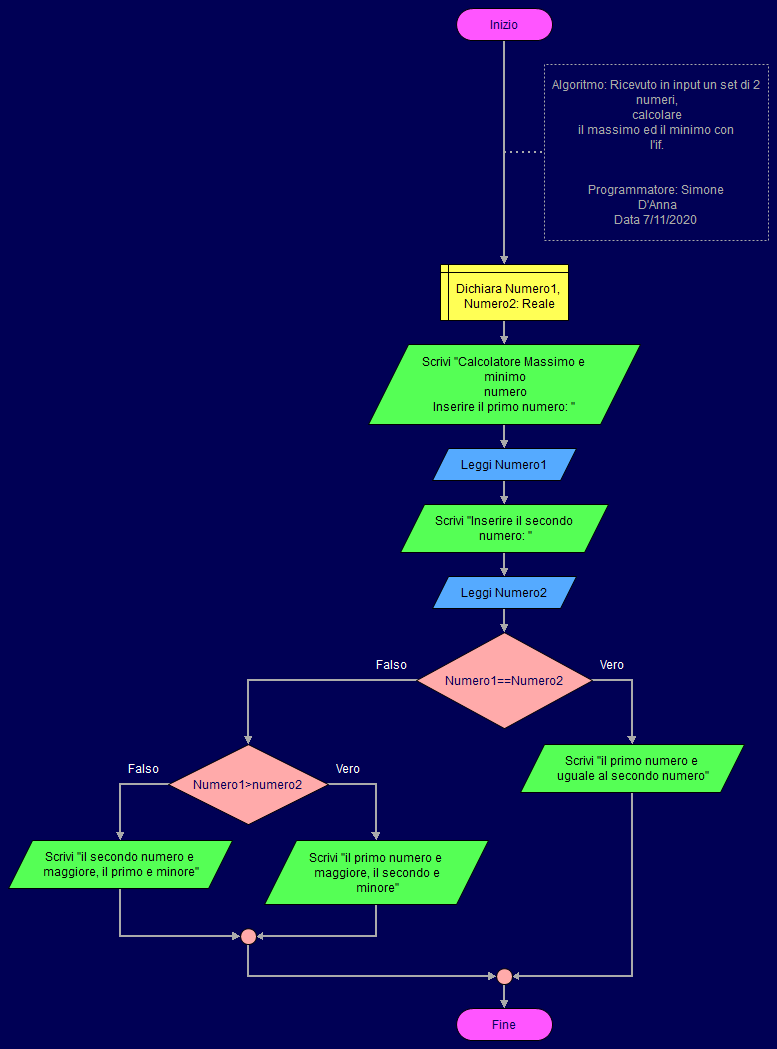 Inizio
Algoritmo: Ricevuto in input un set di 2
numeri,
calcolare
il massimo ed il minimo con
l'if.
Programmatore: Simone
D'Anna
Data 7/11/2020
Dichiara Numero1,
Numero2: Reale
Scrivi "Calcolatore Massimo e
minimo
numero
Inserire il primo numero: "
Leggi Numero1
Scrivi "Inserire il secondo
numero: "
Leggi Numero2
Falso
Vero
Numero1==Numero2
Scrivi "il primo numero e
uguale al secondo numero"
Falso
Vero
Numero1>numero2
Scrivi "il secondo numero e
maggiore, il primo e minore"
Scrivi "il primo numero e
maggiore, il secondo e
minore"
Fine